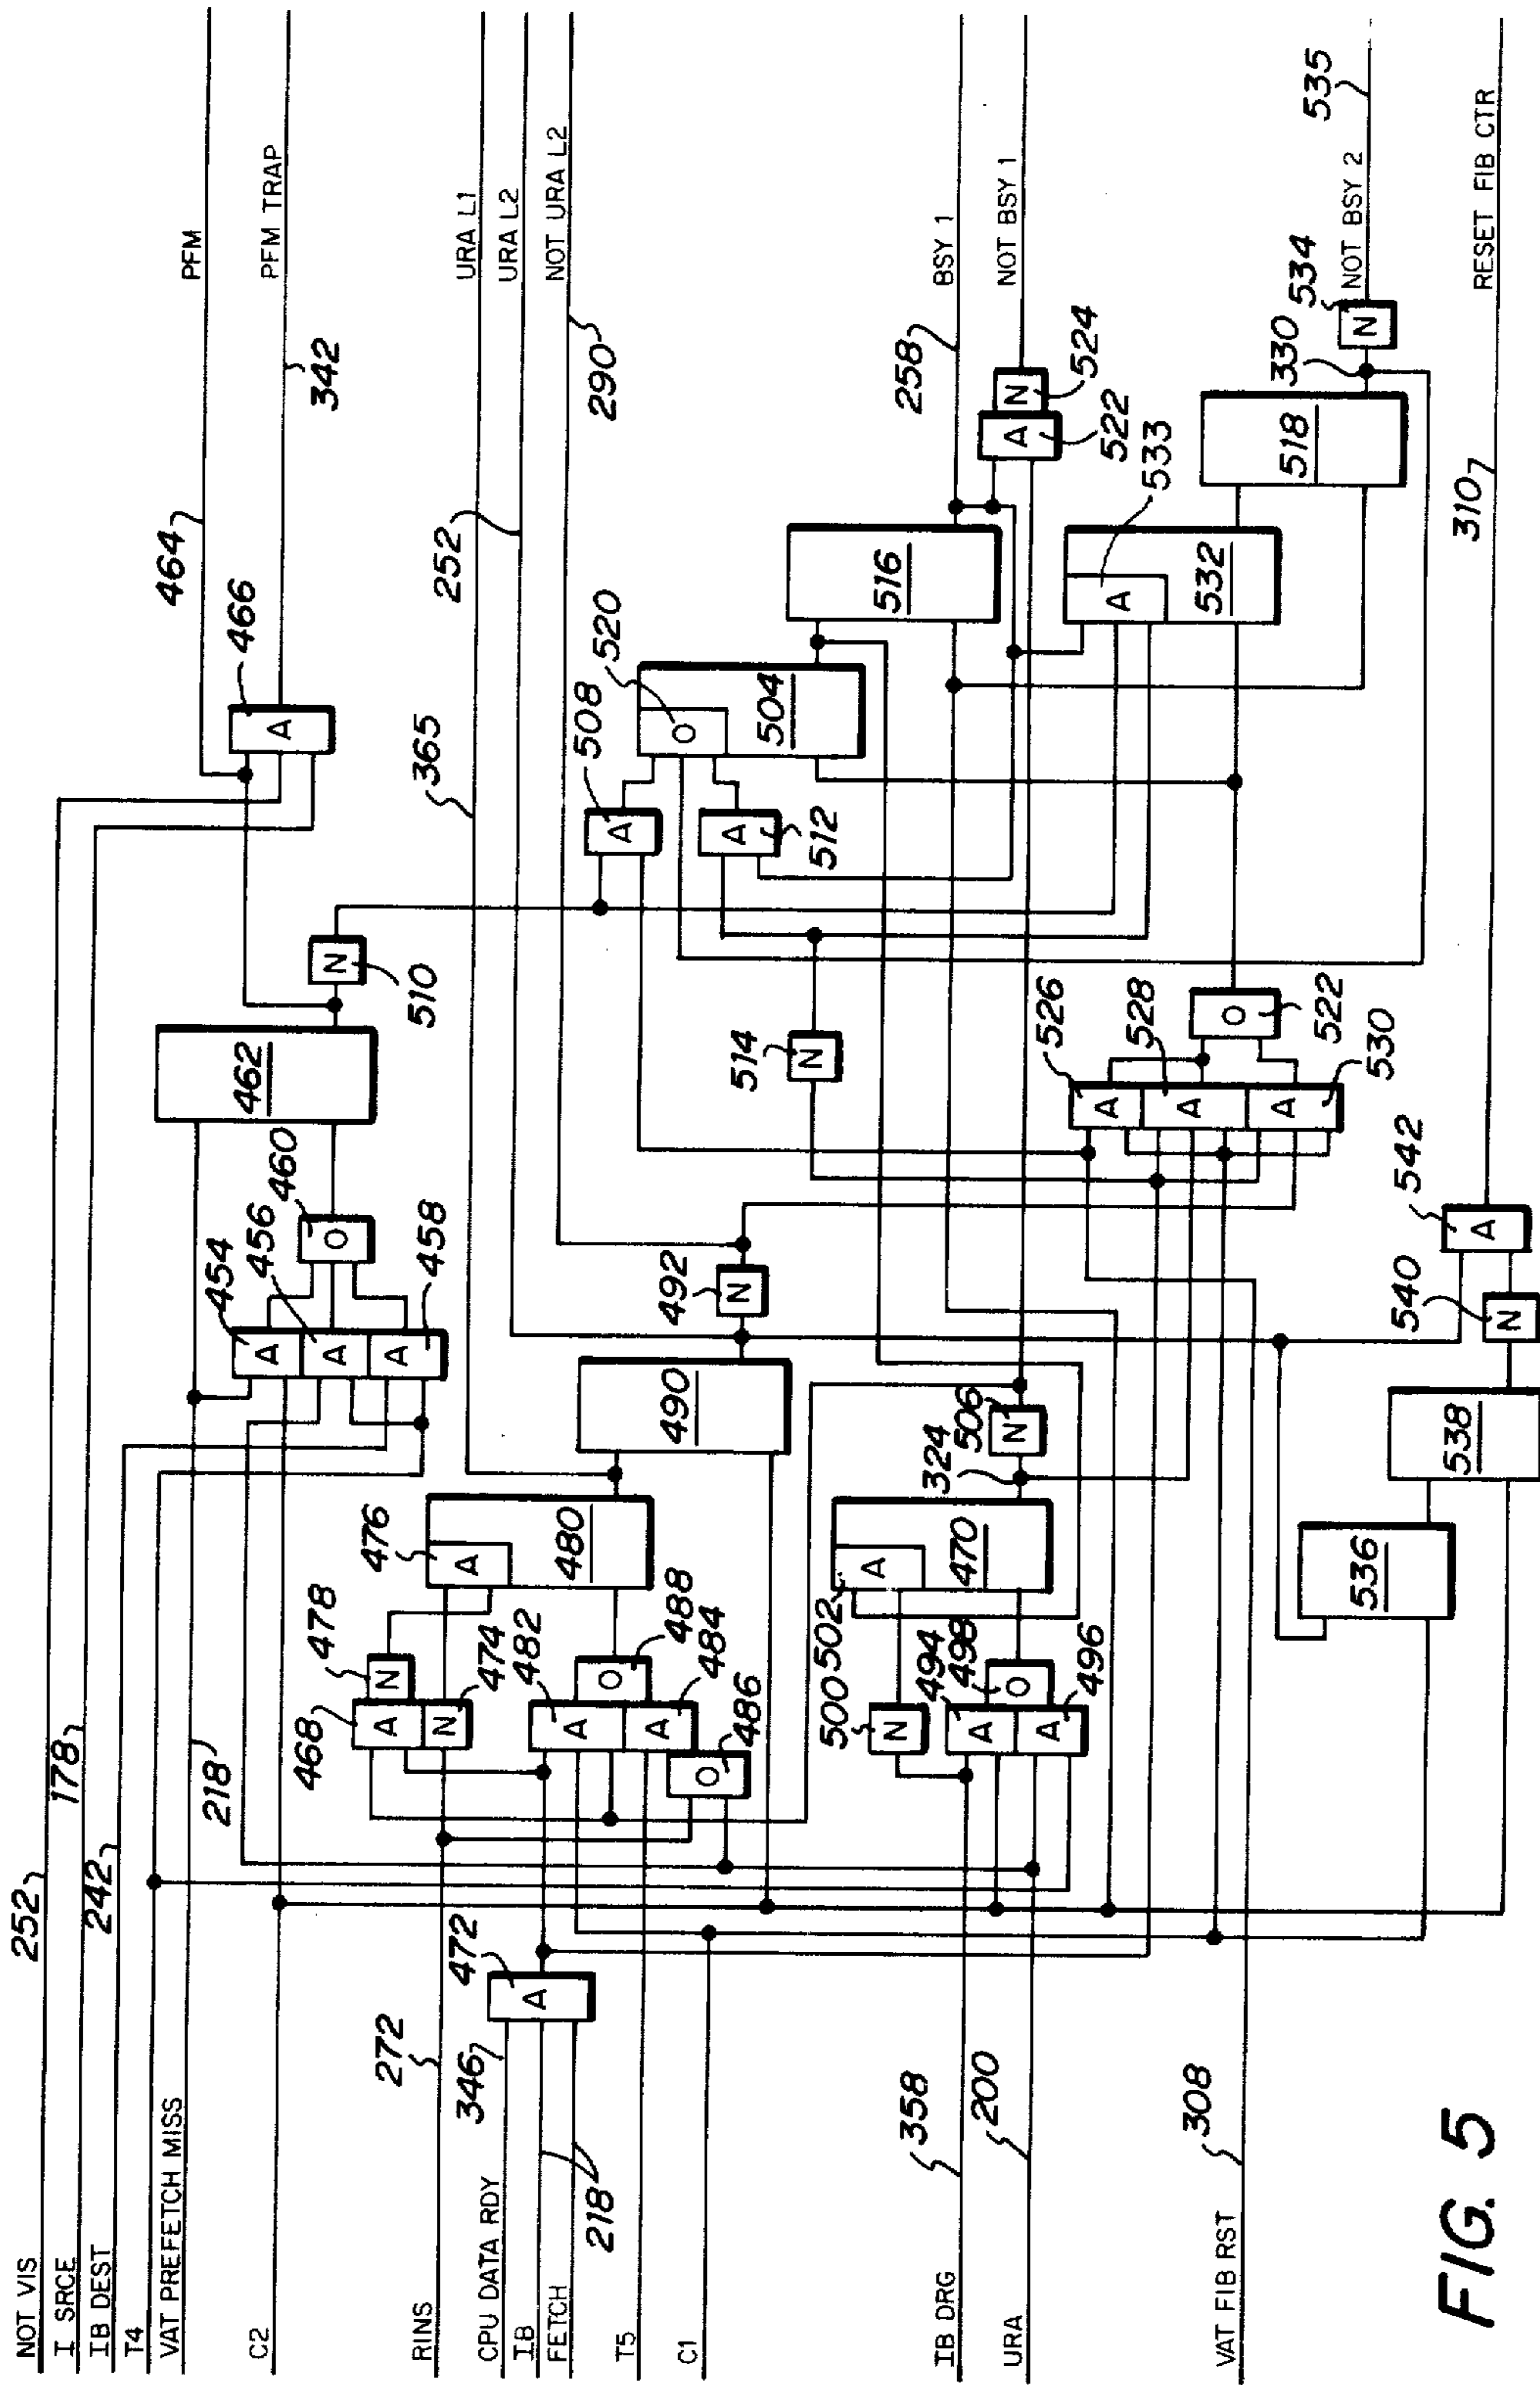 NOT VIS
I SRCE
IB DEST
T4
VAT PREFETCH MISS
C2
RINS
CPU DATA RDY
IB
FETCH
T5
C1
IB DRG
URA
VAT FIB RST
252
178
242
218
272
346
218
358
200
308
472
468
478
474
476
480
482
488
484
486
490
492
454
456
458
460
462
510
464
466
365
252
290
PFM
PFM TRAP
342
URA L1
URA L2
NOT URA L2
500
502
494
498
496
470
324
506
514
508
512
520
504
516
258
BSY 1
NOT BSY 1
522
524
533
532
518
330
534
NOT BSY 2
535
526
528
530
522
536
538
540
542
310
RESET FIB CTR
A
A
A
O
A
N
A
N
N
A
A
A
O
O
N
N
A
A
O
A
N
N
A
A
O
A
N
A
A
A
A
O
N
N
A
FIG. 5